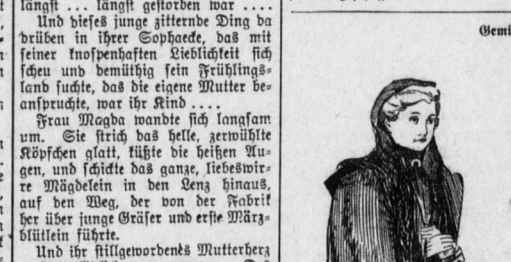 längst ... längst gestorben war ....
Und dieses junge zitternde Ding da
drüben in ihrer Sophaecke, das mit
seiner knospenhaften Lieblichkeit sich
scheu und demüthig sein Frühlings-
land suchte, das die eigene Mutter be-
anspruchte, war ihr Kind ....
Frau Magda wandte sich langsam
um. Sie strich das helle, zerwühlte
Köpfchen glatt, küßte die heißen Au-
gen, und schickte das ganze, liebeswir-
re Mägdelein in den Lenz hinaus,
auf den Weg, der von der Fabrik
her über junge Gräser und erste März-
blütlein führte.
Und ihr stillgewordenes Mutterherz